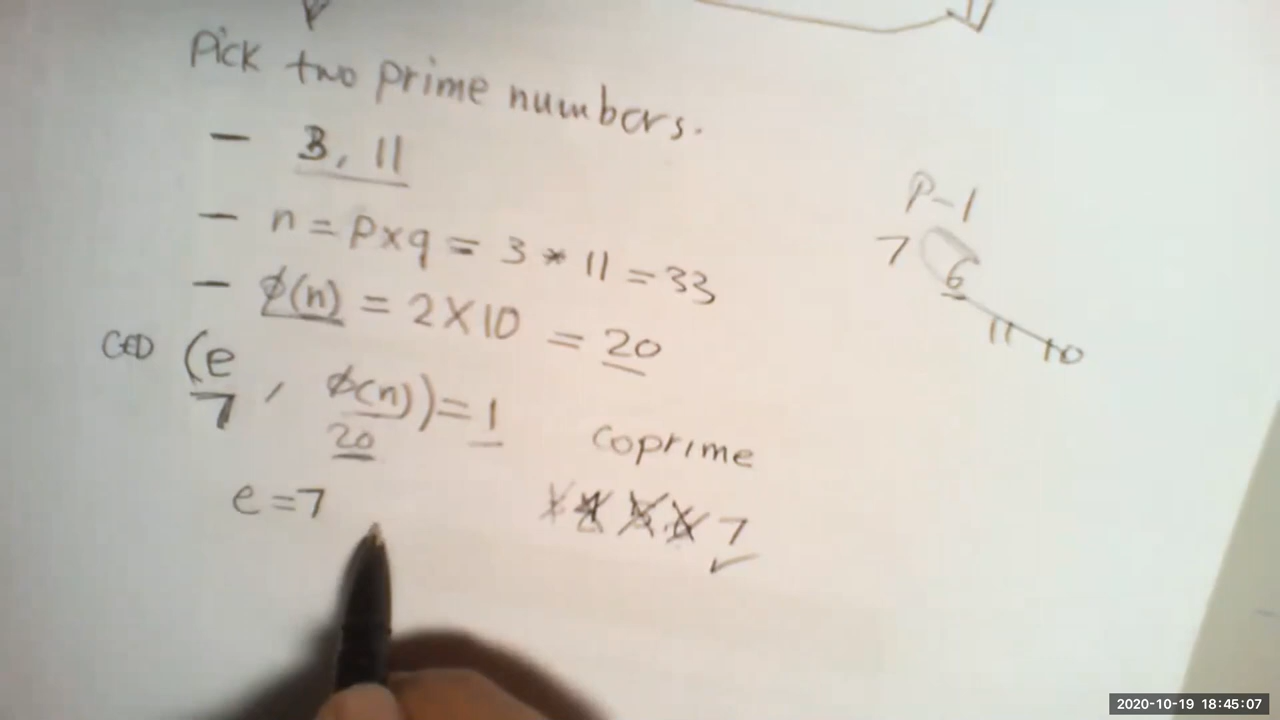 Pick two prime numbers.
- 3, 11
- n = p x q = 3 * 11 = 33
- ϕ(n) = 2 X 10 = 20
GCD (e, ϕ(n)) = 1
7 20
coprime
e = 7
7 ✓
P-1
7 6
11 10
2020-10-19 18:45:07